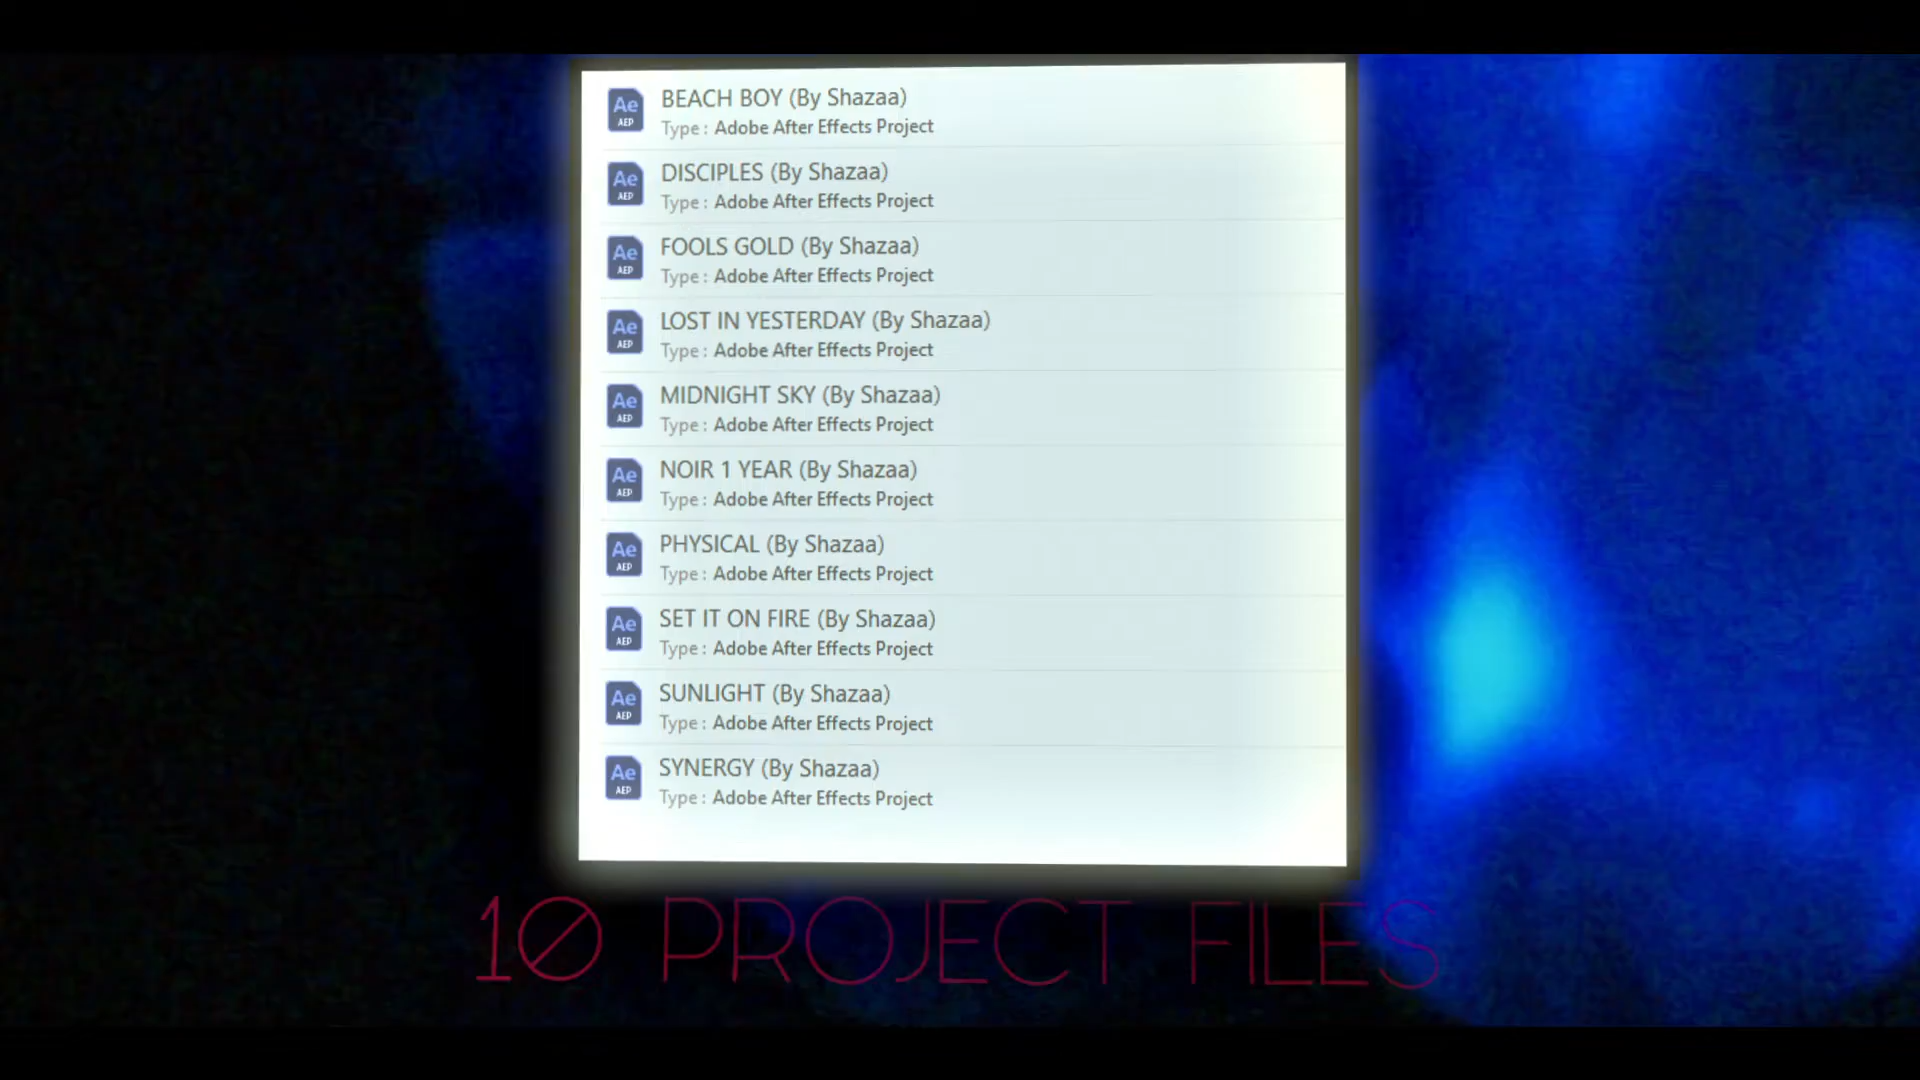 Ae
AEP
BEACH BOY (By Shazaa)
Type : Adobe After Effects Project
Ae
AEP
DISCIPLES (By Shazaa)
Type : Adobe After Effects Project
Ae
AEP
FOOLS GOLD (By Shazaa)
Type : Adobe After Effects Project
Ae
AEP
LOST IN YESTERDAY (By Shazaa)
Type : Adobe After Effects Project
Ae
AEP
MIDNIGHT SKY (By Shazaa)
Type : Adobe After Effects Project
Ae
AEP
NOIR 1 YEAR (By Shazaa)
Type : Adobe After Effects Project
Ae
AEP
PHYSICAL (By Shazaa)
Type : Adobe After Effects Project
Ae
AEP
SET IT ON FIRE (By Shazaa)
Type : Adobe After Effects Project
Ae
AEP
SUNLIGHT (By Shazaa)
Type : Adobe After Effects Project
Ae
AEP
SYNERGY (By Shazaa)
Type : Adobe After Effects Project
10 PROJECT FILES